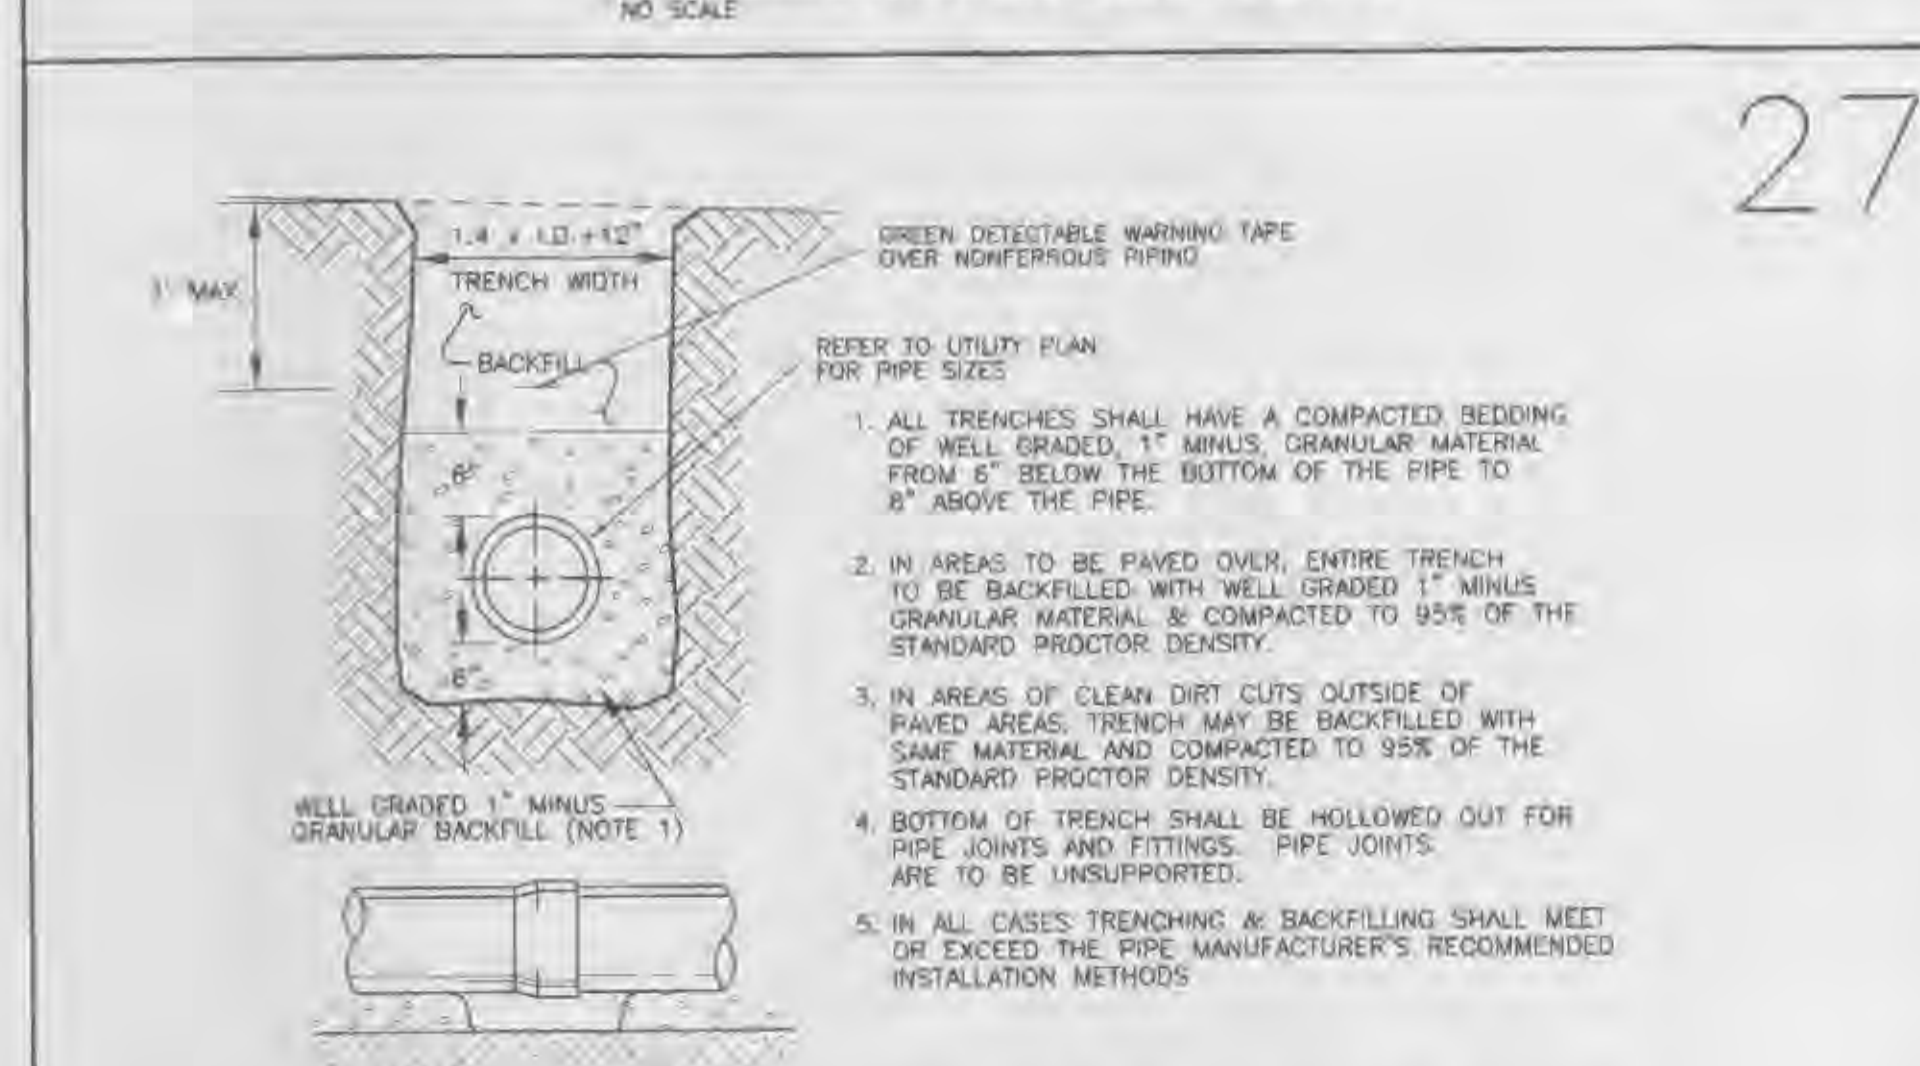 NO SCALE
27
1.4 x I.D.+12"
TRENCH WIDTH
MAX
BACKFILL
GREEN DETECTABLE WARNING TAPE
OVER NONFERROUS PIPING
REFER TO UTILITY PLAN
FOR PIPE SIZES
6"
6"
WELL GRADED 1" MINUS
GRANULAR BACKFILL (NOTE 1)
1. ALL TRENCHES SHALL HAVE A COMPACTED BEDDING
OF WELL GRADED, 1" MINUS, GRANULAR MATERIAL
FROM 6" BELOW THE BOTTOM OF THE PIPE TO
ABOVE THE PIPE.
2. IN AREAS TO BE PAVED OVER, ENTIRE TRENCH
TO BE BACKFILLED WITH WELL GRADED 1" MINUS
GRANULAR MATERIAL & COMPACTED TO 95% OF THE
STANDARD PROCTOR DENSITY.
3. IN AREAS OF CLEAN DIRT CUTS OUTSIDE OF
PAVED AREAS, TRENCH MAY BE BACKFILLED WITH
SAME MATERIAL AND COMPACTED TO 95% OF THE
STANDARD PROCTOR DENSITY.
4. BOTTOM OF TRENCH SHALL BE HOLLOWED OUT FOR
PIPE JOINTS AND FITTINGS. PIPE JOINTS
ARE TO BE UNSUPPORTED.
5. IN ALL CASES TRENCHING & BACKFILLING SHALL MEET
OR EXCEED THE PIPE MANUFACTURER'S RECOMMENDED
INSTALLATION METHODS